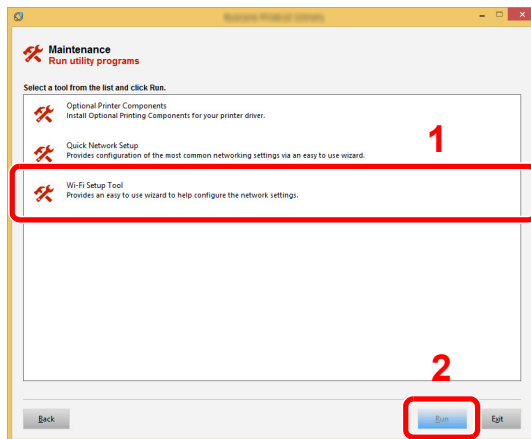 Maintenance
Run utility programs
Select a tool from the list and click Run.
Optional Printer Components
Install Optional Printing Components for your printer driver.
1
Quick Network Setup
Provides configuration of the most common networking settings via an easy to use wizard.
Wi-Fi Setup Tool
Provides an easy to use wizard to help configure the network settings.
2
Back
Run
Exit